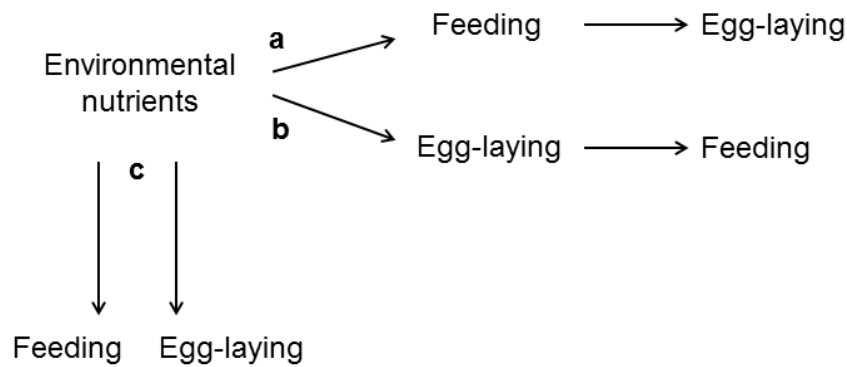 a
Feeding
Egg-laying
Environmental
nutrients
b
Egg-laying
Feeding
c
Feeding
Egg-laying